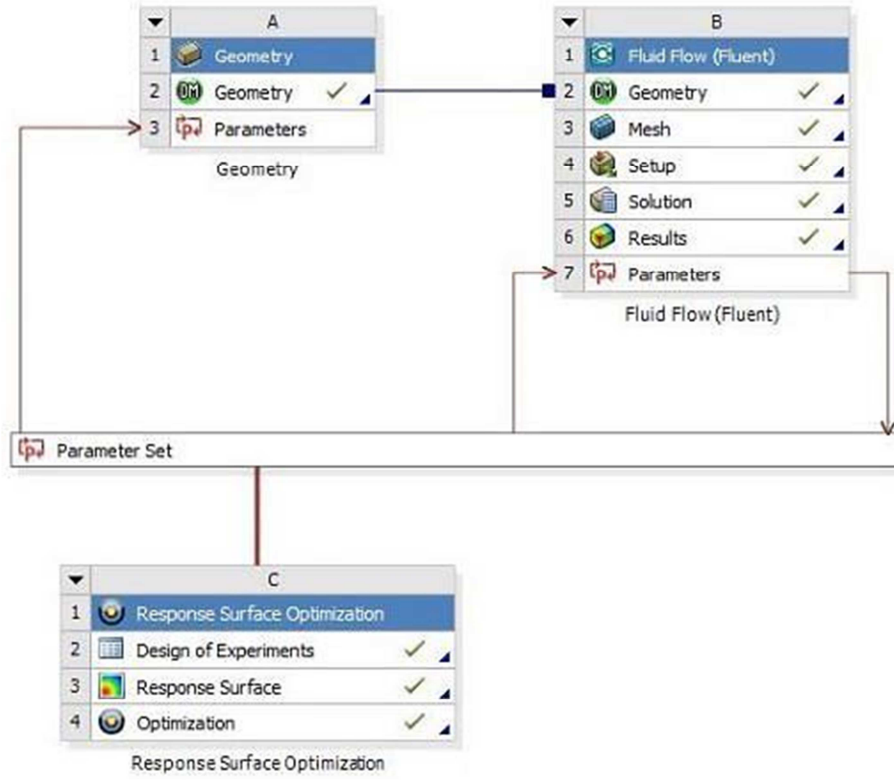 A
1 Geometry
2 DM Geometry
3 p Parameters
Geometry
B
1 Fluid Flow (Fluent)
2 DM Geometry
3 Mesh
4 Setup
5 Solution
6 Results
7 p Parameters
Fluid Flow (Fluent)
p Parameter Set
C
1 Response Surface Optimization
2 Design of Experiments
3 Response Surface
4 Optimization
Response Surface Optimization